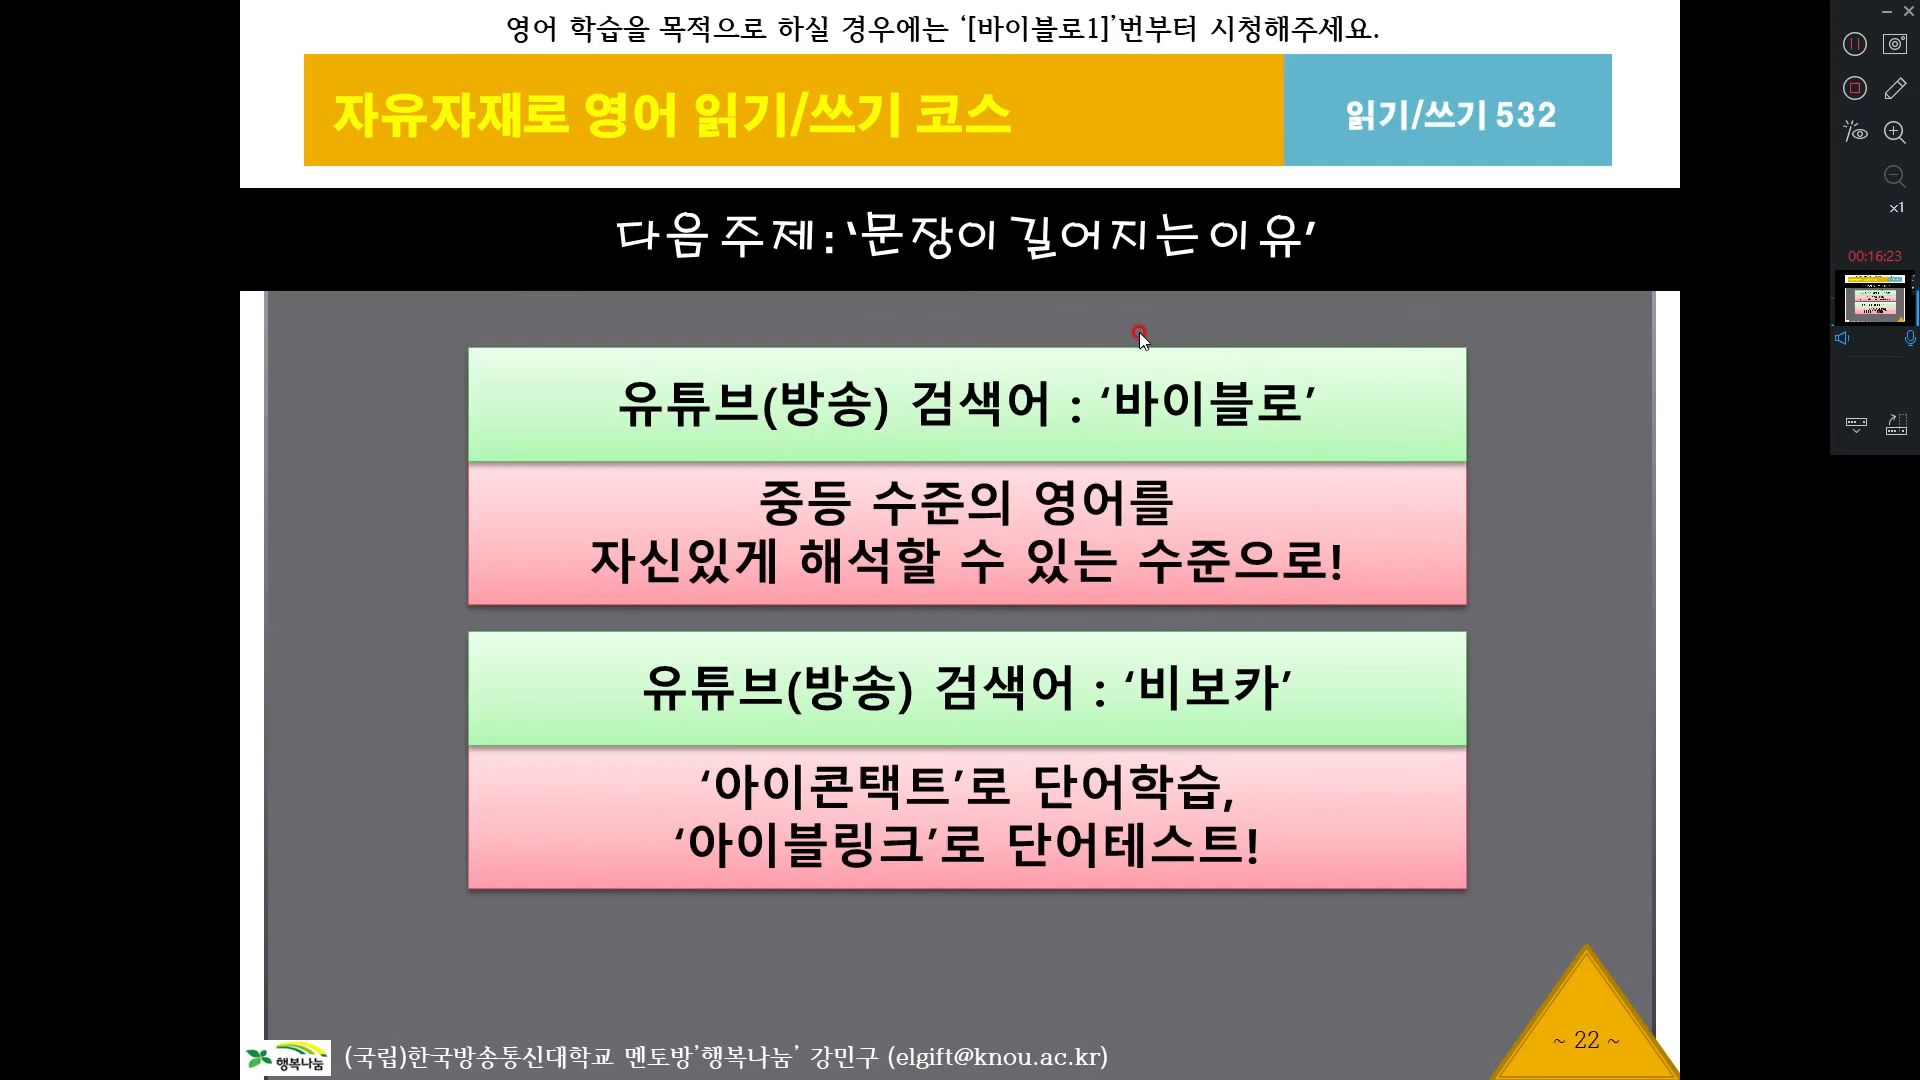 영어 학습을 목적으로 하실 경우에는 ‘[바이블로1]’번부터 시청해주세요.
자유자재로 영어 읽기/쓰기 코스
읽기/쓰기 532
다음 주제 : ‘문장이 길어지는 이유’
유튜브(방송) 검색어 : ‘바이블로’
중등 수준의 영어를
자신있게 해석할 수 있는 수준으로!
유튜브(방송) 검색어 : ‘비보카’
‘아이콘택트’로 단어학습,
‘아이블링크’로 단어테스트!
행복나눔
(국립)한국방송통신대학교 멘토방’행복나눔’ 강민구 (elgift@knou.ac.kr)
~ 22 ~
x1
00:16:23